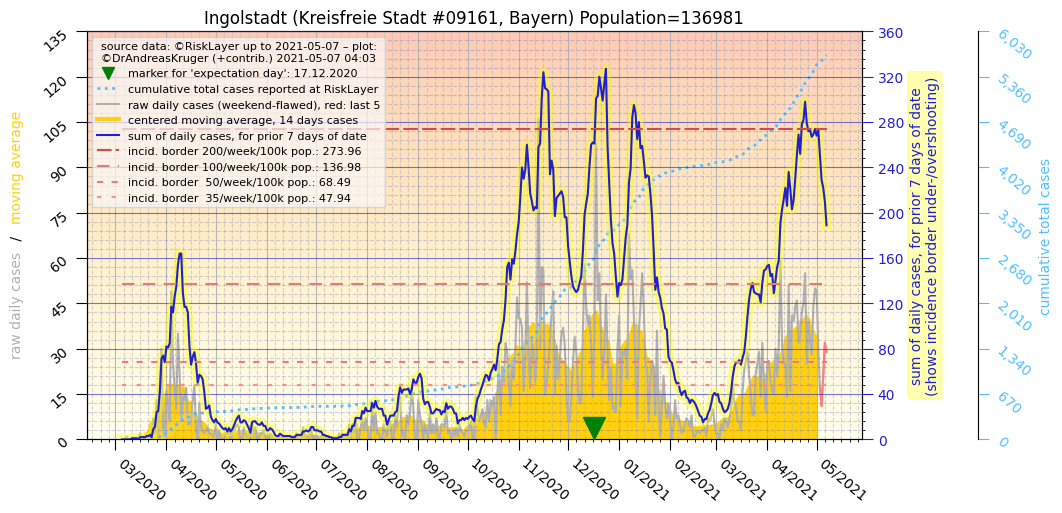 Ingolstadt (Kreisfreie Stadt #09161, Bayern) Population=136981
source data: ©RiskLayer up to 2021-05-07 – plot:
©DrAndreasKruger (+contrib.) 2021-05-07 04:03
marker for 'expectation day': 17.12.2020
cumulative total cases reported at RiskLayer
raw daily cases (weekend-flawed), red: last 5
centered moving average, 14 days cases
sum of daily cases, for prior 7 days of date
incid. border 200/week/100k pop.: 273.96
incid. border 100/week/100k pop.: 136.98
incid. border  50/week/100k pop.: 68.49
incid. border  35/week/100k pop.: 47.94
raw daily cases / moving average
135
120
105
90
75
60
45
30
15
0
03/2020
04/2020
05/2020
06/2020
07/2020
08/2020
09/2020
10/2020
11/2020
12/2020
01/2021
02/2021
03/2021
04/2021
05/2021
360
320
280
240
200
160
120
80
40
0
sum of daily cases, for prior 7 days of date
(shows incidence border under-/overshooting)
6,030
5,360
4,690
4,020
3,350
2,680
2,010
1,340
670
0
cumulative total cases